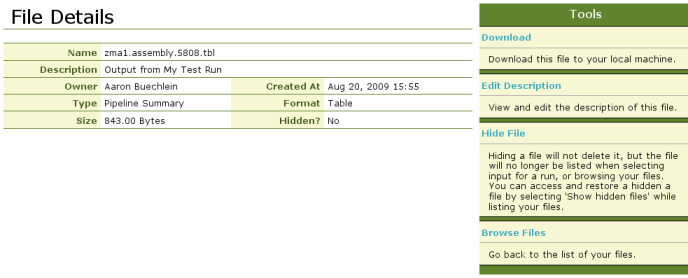 File Details
Name zma1.assembly.5808.tbl
Description Output from My Test Run
Owner Aaron Buechlein Created At Aug 20, 2009 15:55
Type Pipeline Summary Format Table
Size 843.00 Bytes Hidden? No
Tools
Download
Download this file to your local machine.
Edit Description
View and edit the description of this file.
Hide File
Hiding a file will not delete it, but the file
will no longer be listed when selecting
input for a run, or browsing your files.
You can access and restore a hidden a
file by selecting 'Show hidden files' while
listing your files.
Browse Files
Go back to the list of your files.